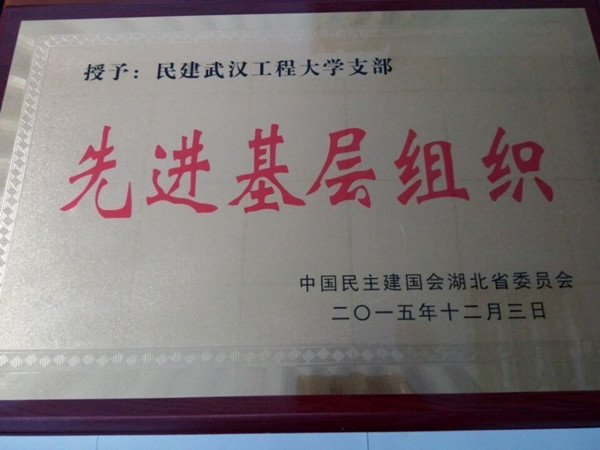 授予：民建武汉工程大学支部
先进基层组织
中国民主建国会湖北省委员会
二〇一五年十二月三日